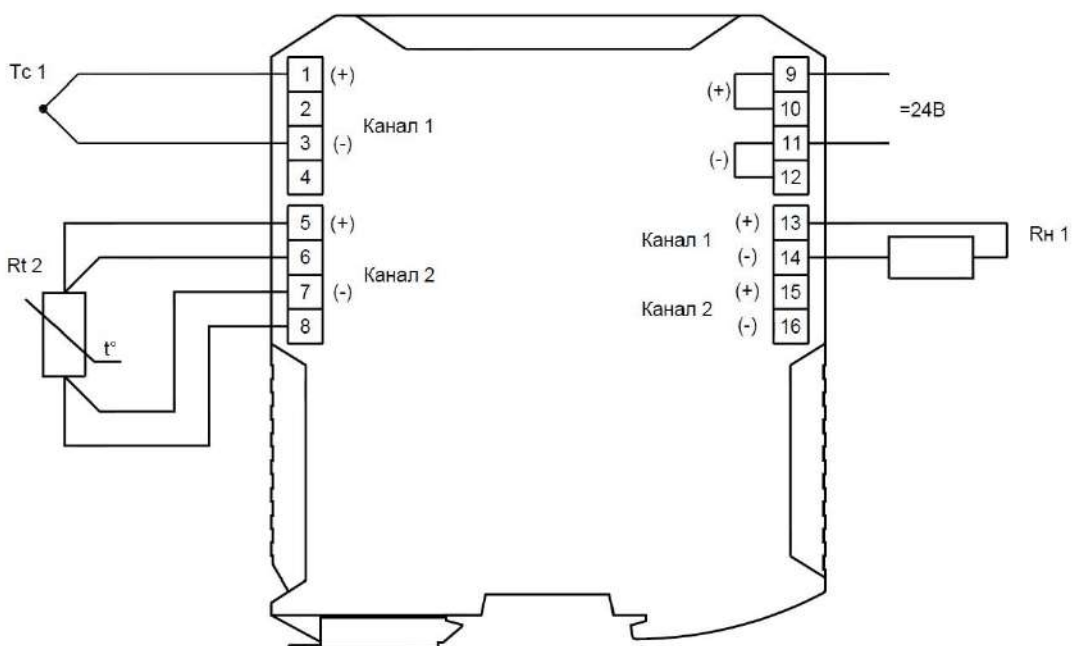 Tc 1
1 (+)
2
Канал 1
3 (-)
4
5 (+)
6
Rt 2
Канал 2
7 (-)
8
t°
9
(+)
10
=24В
11
(-)
12
(+) 13
Канал 1
Rн 1
(-) 14
(+) 15
Канал 2
(-) 16